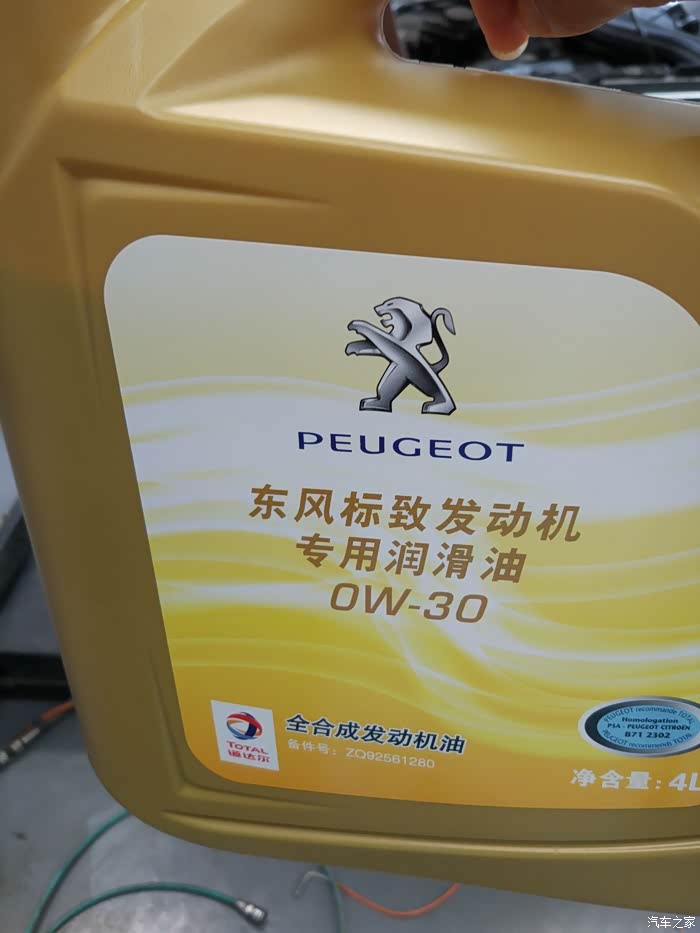 PEUGEOT
东风标致发动机
专用润滑油
0W-30
TOTAL
道达尔
全合成发动机油
备件号：ZQ92561280
PEUGEOT recommande TOTAL
Homologation
PSA - PEUGEOT CITROËN
B71 2302
PEUGEOT recommends TOTAL
净含量：4L
汽车之家